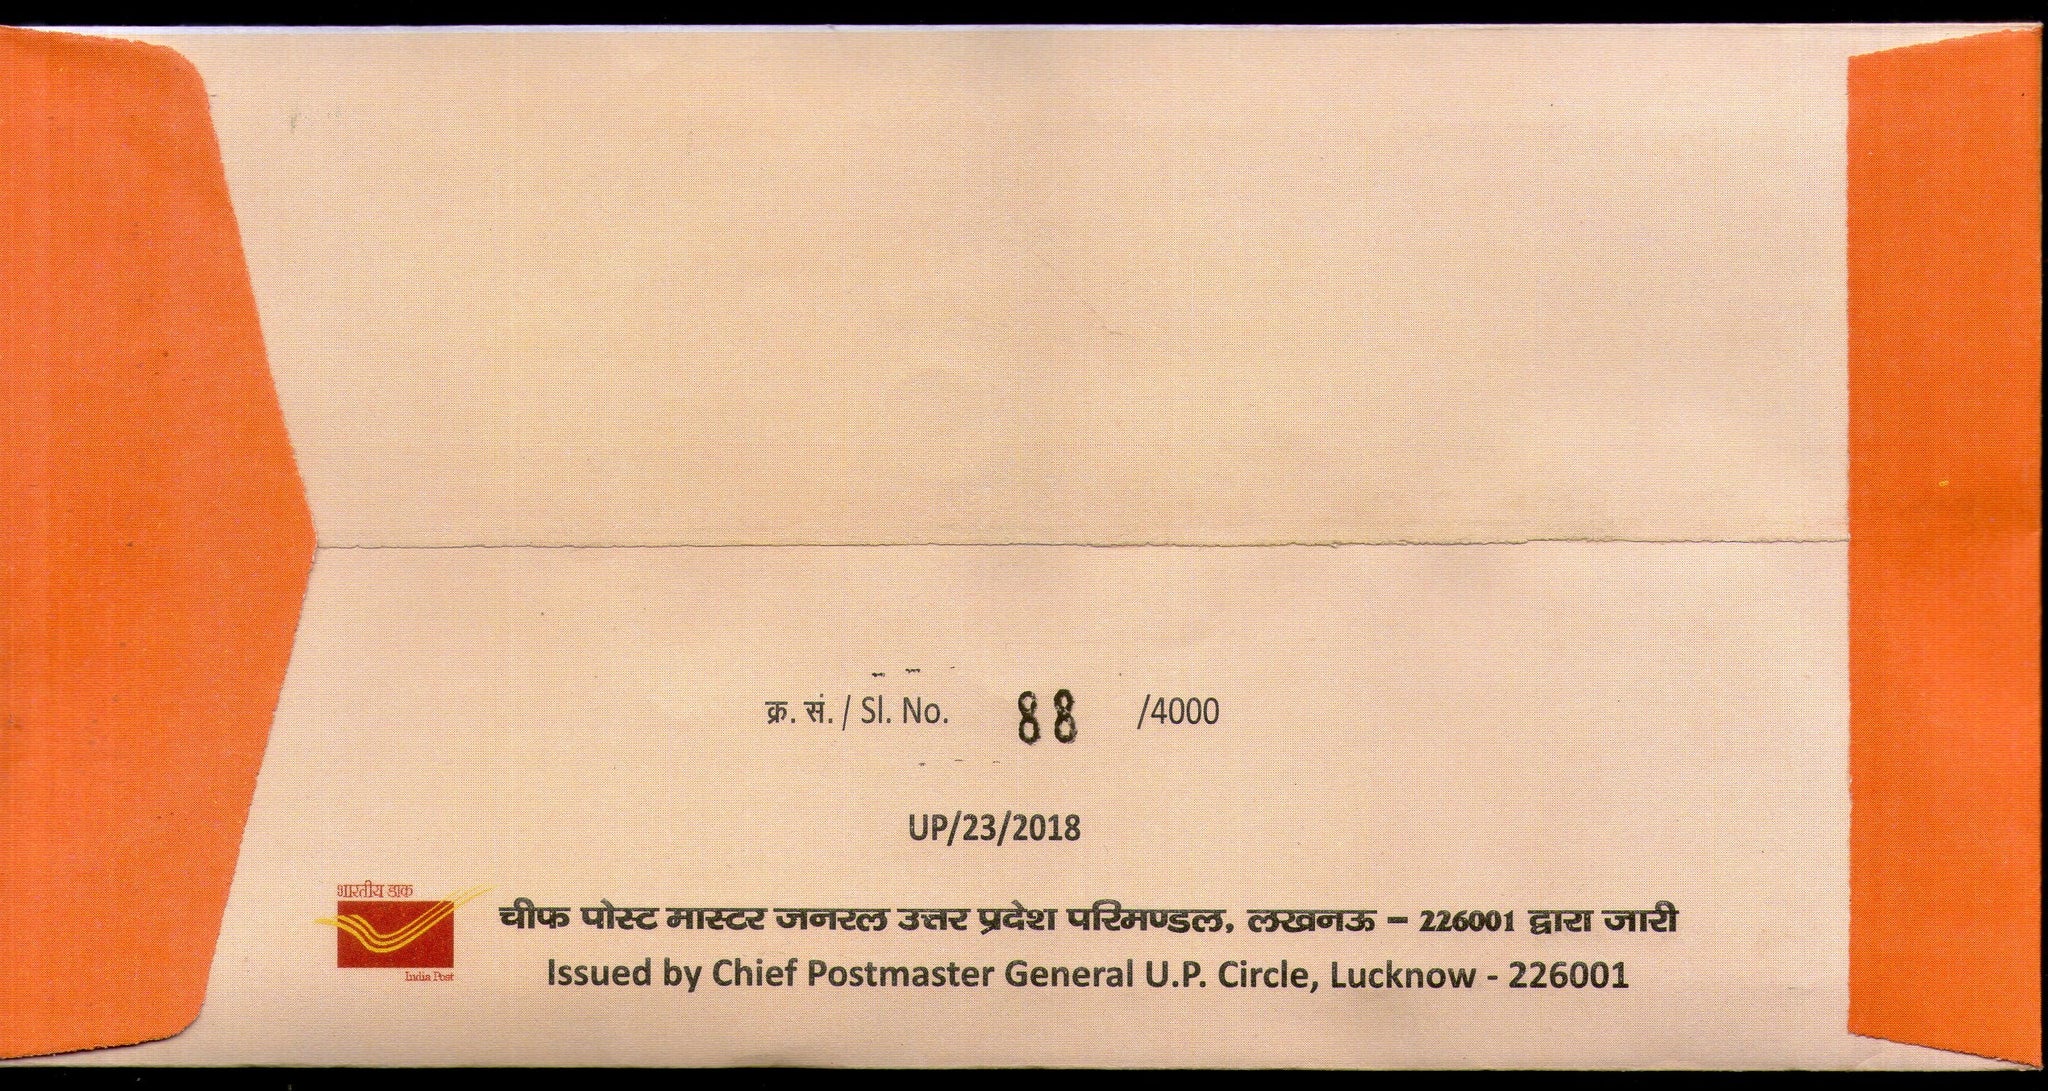 क्र. सं. / Sl. No. 88 /4000
UP/23/2018
भारतीय डाक
India Post
चीफ पोस्ट मास्टर जनरल उत्तर प्रदेश परिमण्डल, लखनऊ – 226001 द्वारा जारी
Issued by Chief Postmaster General U.P. Circle, Lucknow - 226001